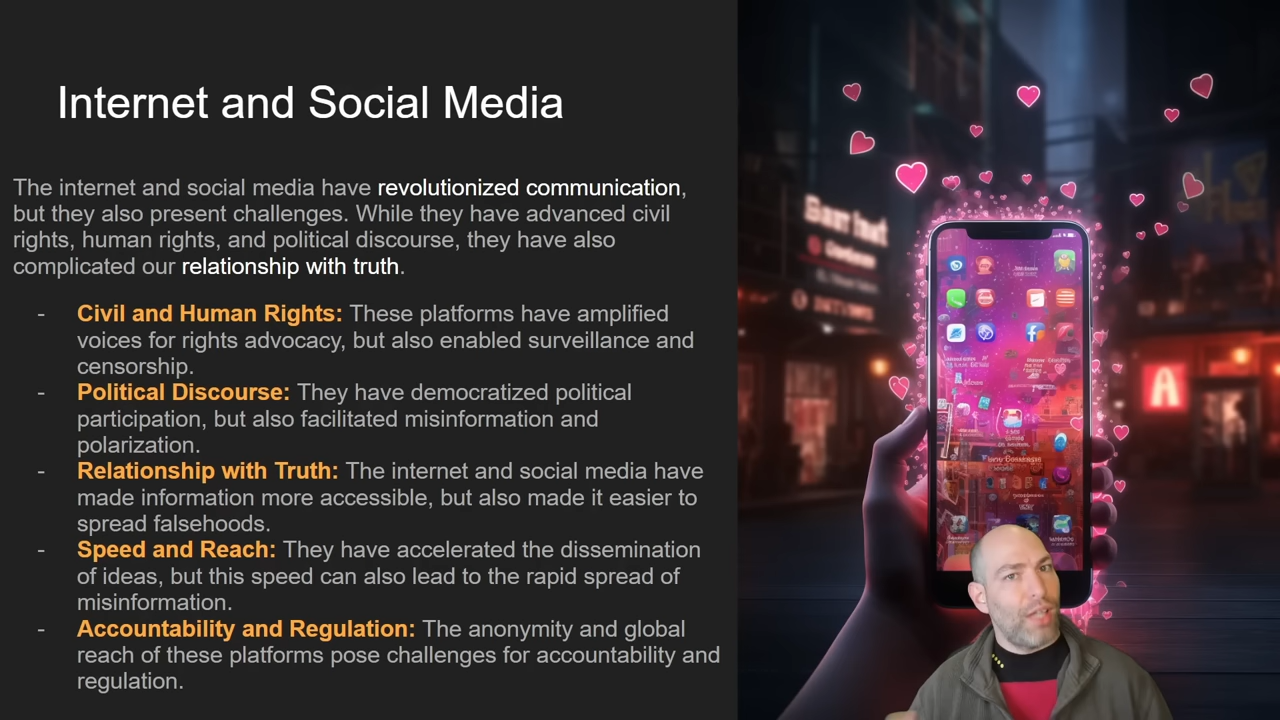 Internet and Social Media
The internet and social media have revolutionized communication,
but they also present challenges. While they have advanced civil
rights, human rights, and political discourse, they have also
complicated our relationship with truth.
- Civil and Human Rights: These platforms have amplified
voices for rights advocacy, but also enabled surveillance and
censorship.
- Political Discourse: They have democratized political
participation, but also facilitated misinformation and
polarization.
- Relationship with Truth: The internet and social media have
made information more accessible, but also made it easier to
spread falsehoods.
- Speed and Reach: They have accelerated the dissemination
of ideas, but this speed can also lead to the rapid spread of
misinformation.
- Accountability and Regulation: The anonymity and global
reach of these platforms pose challenges for accountability and
regulation.
A